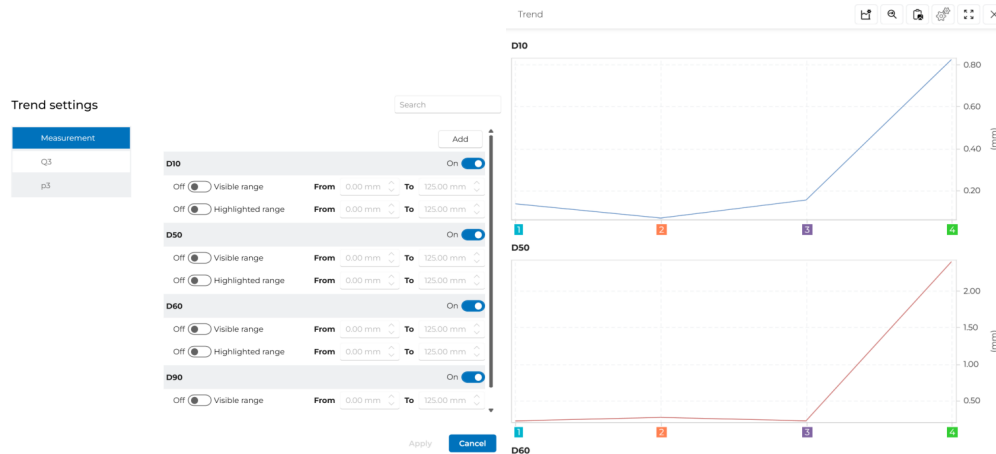 Trend settings
Search
Measurement
Q3
p3
Add
D10 On
Off Visible range From 0.00 mm To 125.00 mm
Off Highlighted range From 0.00 mm To 125.00 mm
D50 On
Off Visible range From 0.00 mm To 125.00 mm
Off Highlighted range From 0.00 mm To 125.00 mm
D60 On
Off Visible range From 0.00 mm To 125.00 mm
Off Highlighted range From 0.00 mm To 125.00 mm
D90 On
Off Visible range From 0.00 mm To 125.00 mm
Apply Cancel
Trend
D10
0.80
0.60
0.40
0.20
(mm)
1 2 3 4
D50
2.00
1.50
1.00
0.50
(mm)
1 2 3 4
D60